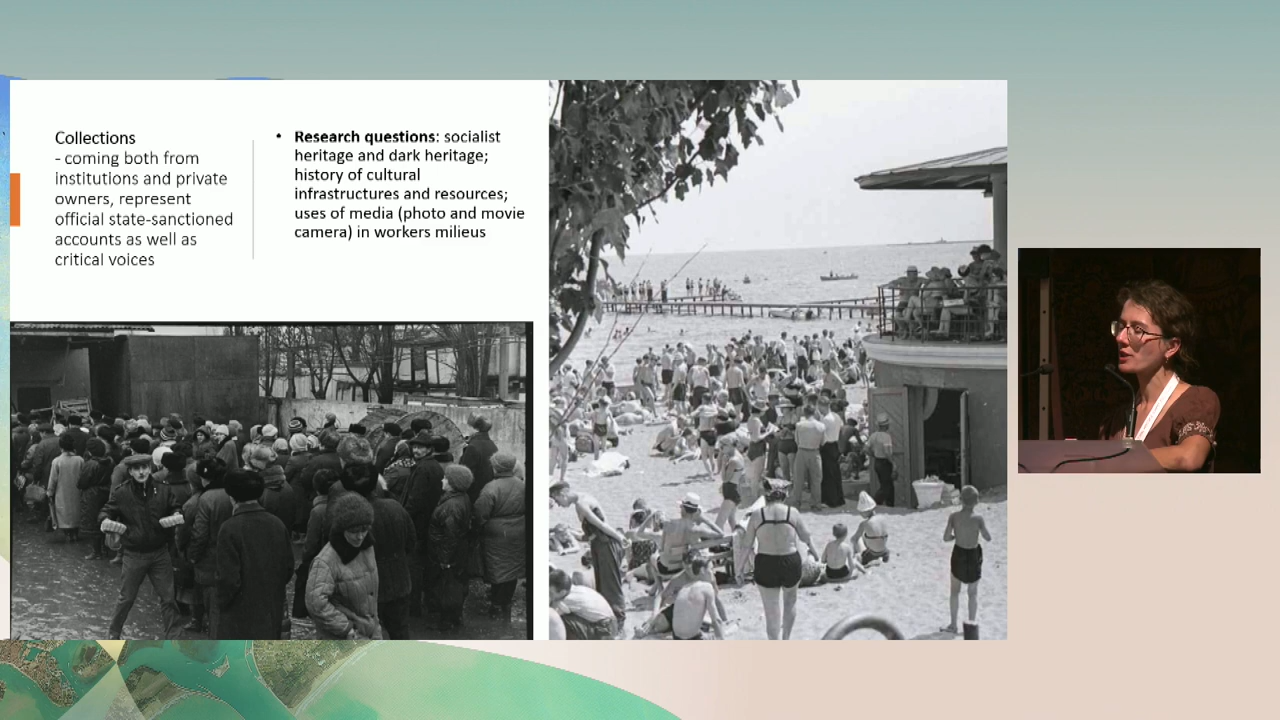 Collections
- coming both from
institutions and private
owners, represent
official state-sanctioned
accounts as well as
critical voices
• Research questions: socialist
heritage and dark heritage;
history of cultural
infrastructures and resources;
uses of media (photo and movie
camera) in workers milieus